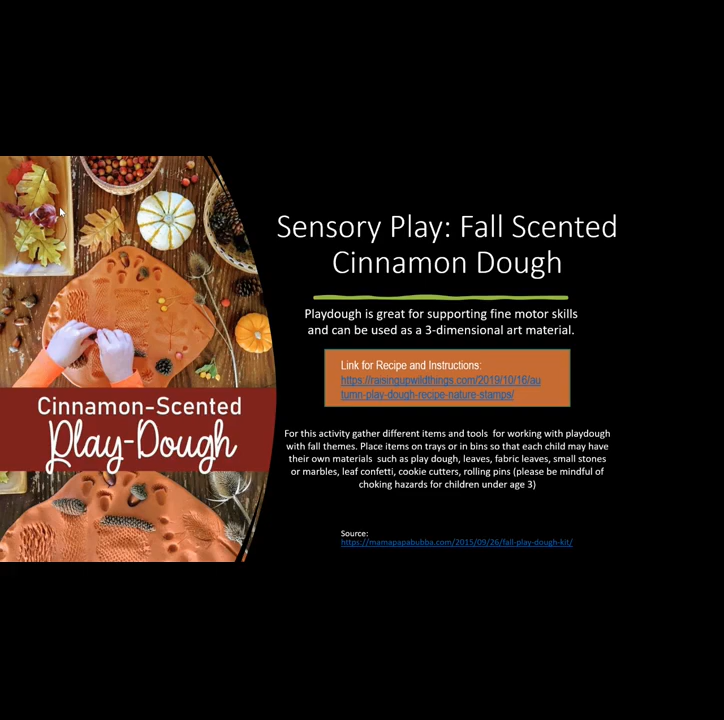 Sensory Play: Fall Scented
Cinnamon Dough
Playdough is great for supporting fine motor skills
and can be used as a 3-dimensional art material.
Link for Recipe and Instructions:
https://raisingupwildthings.com/2019/10/16/au
tumn-play-dough-recipe-nature-stamps/
Cinnamon-Scented
Play-Dough
For this activity gather different items and tools for working with playdough
with fall themes. Place items on trays or in bins so that each child may have
their own materials such as play dough, leaves, fabric leaves, small stones
or marbles, leaf confetti, cookie cutters, rolling pins (please be mindful of
choking hazards for children under age 3)
Source:
https://mamapapabubba.com/2015/09/26/fall-play-dough-kit/